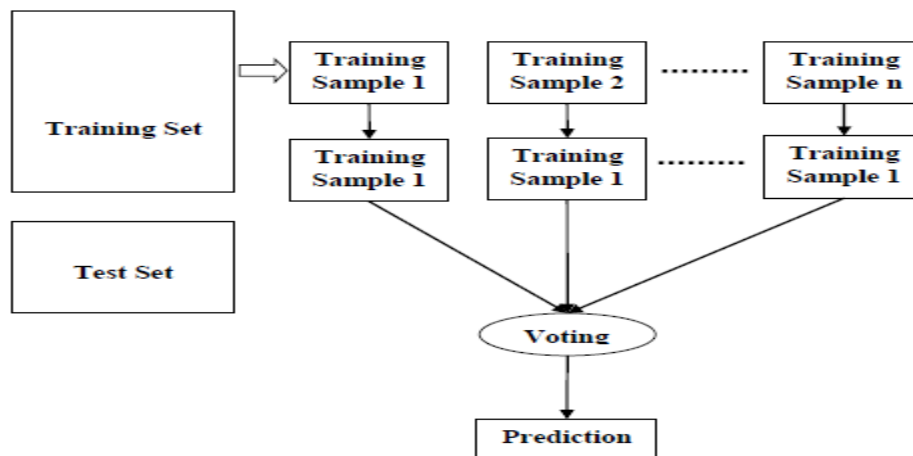 Training Set
Training
Sample 1
Training
Sample 2
Training
Sample n
Training
Sample 1
Training
Sample 1
Training
Sample 1
Test Set
Voting
Prediction